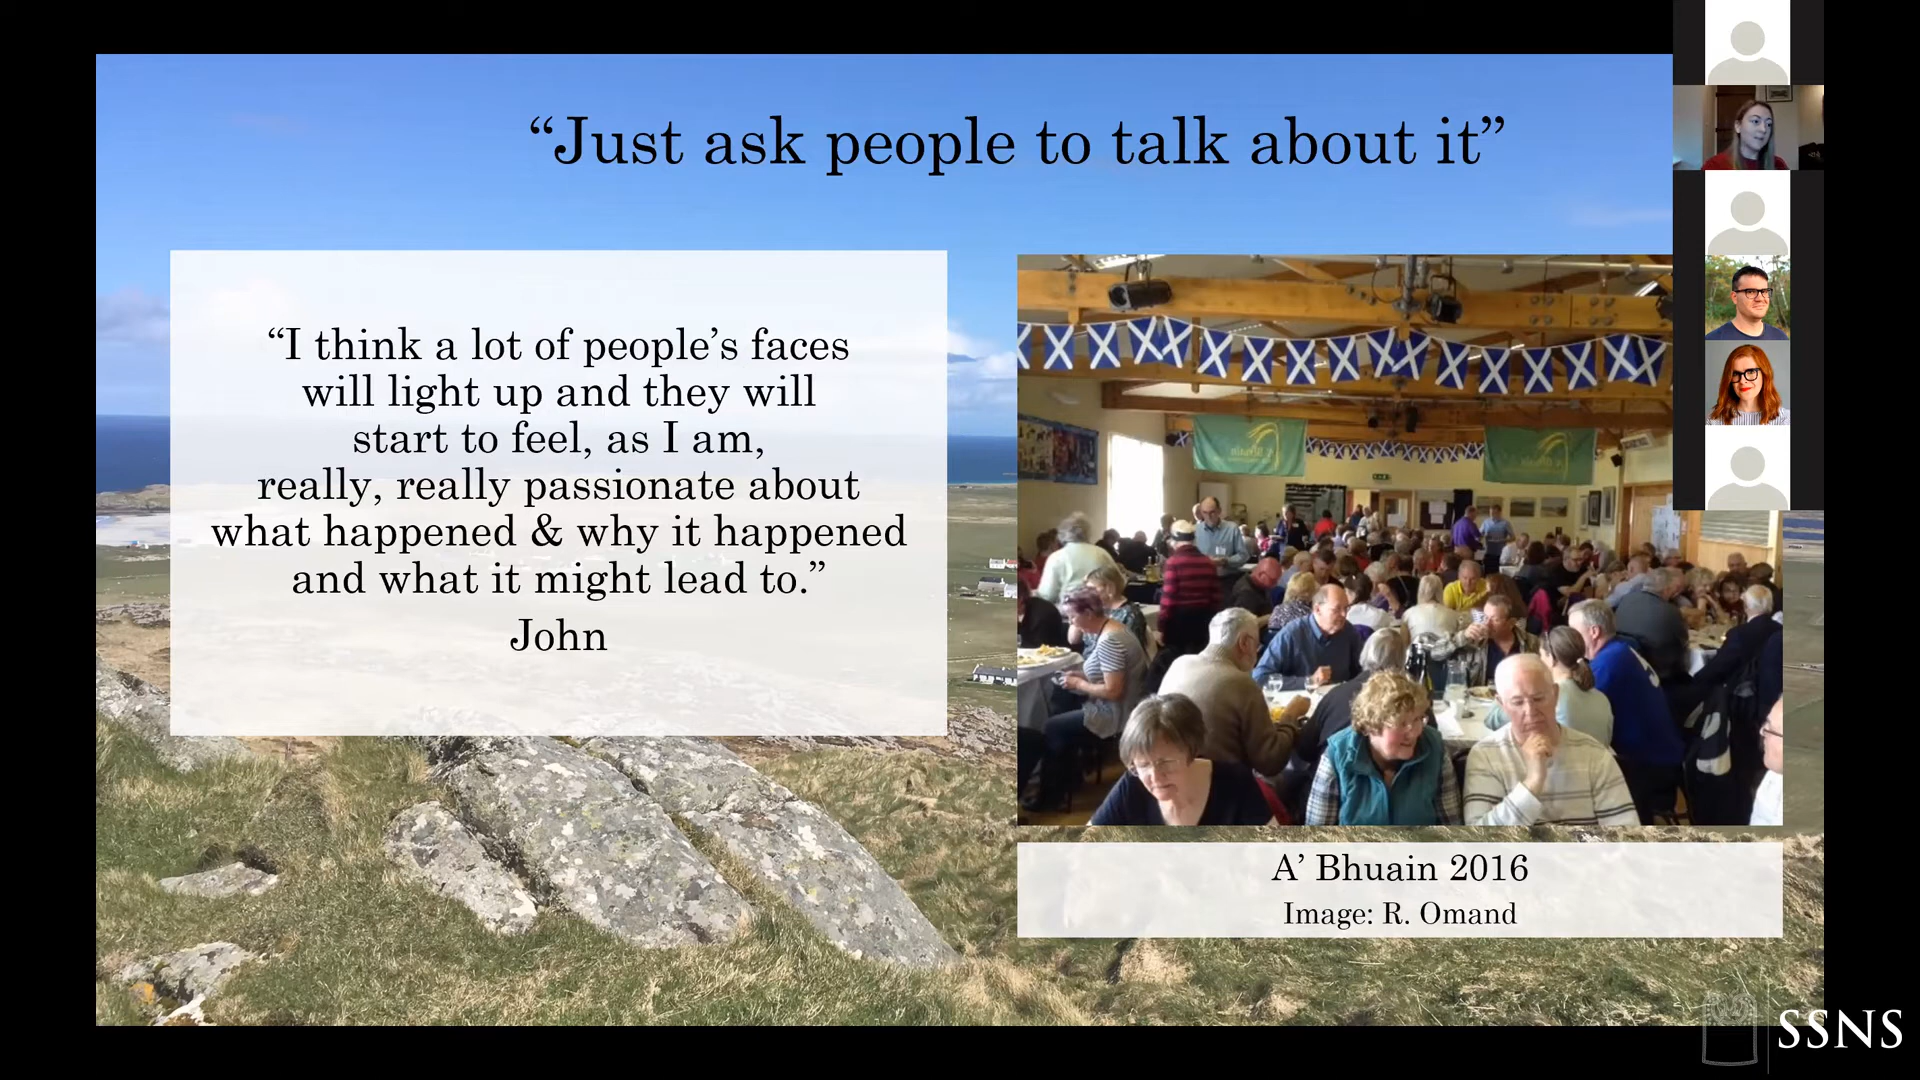 “Just ask people to talk about it”
“I think a lot of people’s faces
will light up and they will
start to feel, as I am,
really, really passionate about
what happened & why it happened
and what it might lead to.”
John
A’ Bhuain 2016
Image: R. Omand
SSNS